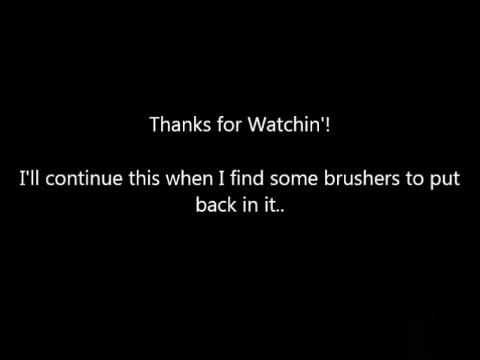 Thanks for Watchin'!
I'll continue this when I find some brushers to put
back in it..